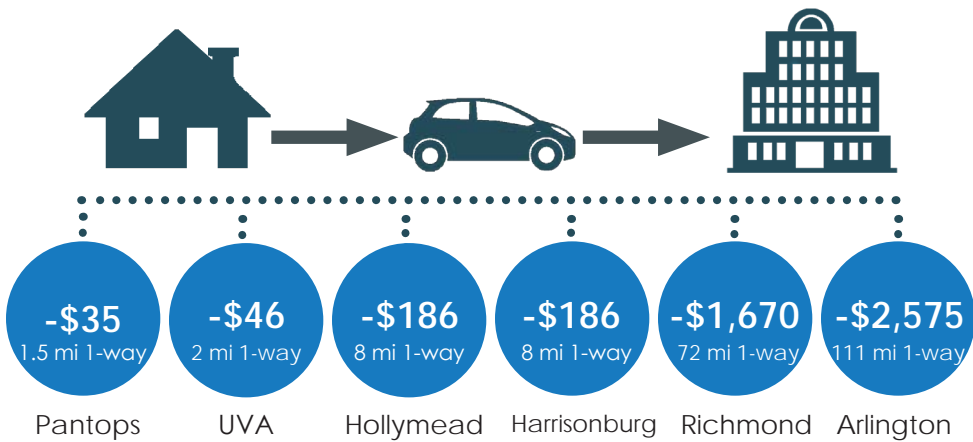 -$35 -$46 -$186 -$186 -$1,670 -$2,575
1.5 mi 1-way 2 mi 1-way 8 mi 1-way 8 mi 1-way 72 mi 1-way 111 mi 1-way
Pantops UVA Hollymead Harrisonburg Richmond Arlington